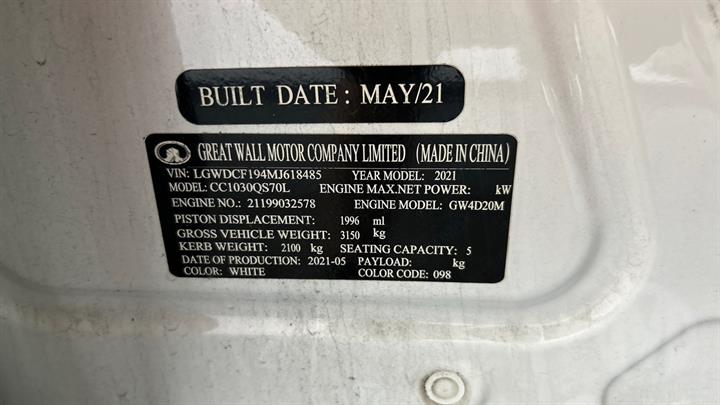 BUILT DATE: MAY/21
GREAT WALL MOTOR COMPANY LIMITED (MADE IN CHINA)
VIN: LGWDCF194MJ618485 YEAR MODEL: 2021
MODEL: CC1030QS70L ENGINE MAX.NET POWER: kW
ENGINE NO.: 21199032578 ENGINE MODEL: GW4D20M
PISTON DISPLACEMENT: 1996 ml
GROSS VEHICLE WEIGHT: 3150 kg
KERB WEIGHT: 2100 kg SEATING CAPACITY: 5
DATE OF PRODUCTION: 2021-05 PAYLOAD: kg
COLOR: WHITE COLOR CODE: 098